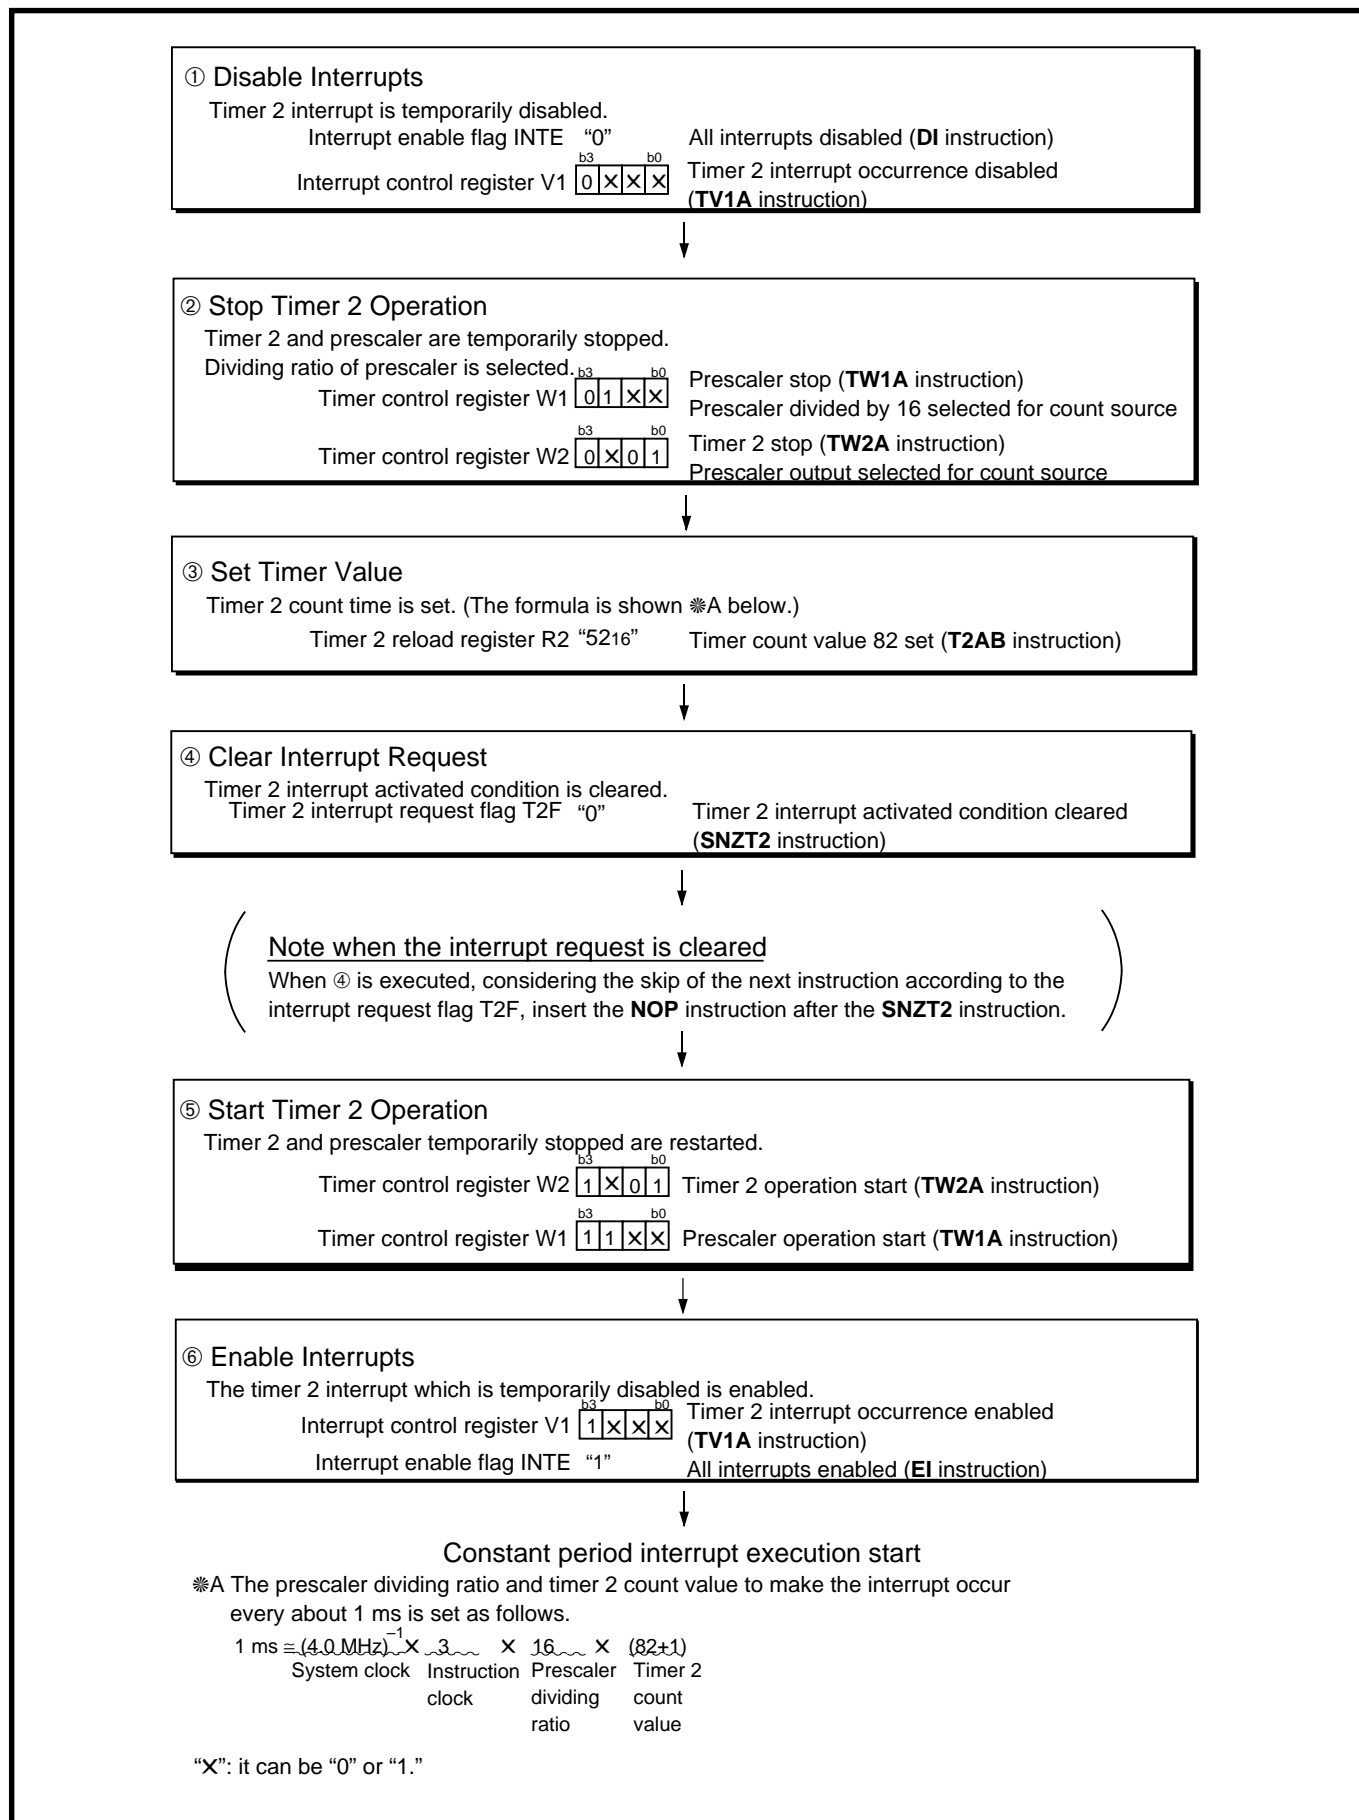 ① Disable Interrupts
Timer 2 interrupt is temporarily disabled.
Interrupt enable flag INTE “0” All interrupts disabled (DI instruction)
b3 b0
Interrupt control register V1 0 ✕ ✕ ✕ Timer 2 interrupt occurrence disabled
(TV1A instruction)
② Stop Timer 2 Operation
Timer 2 and prescaler are temporarily stopped.
Dividing ratio of prescaler is selected.
b3 b0
Timer control register W1 0 1 ✕ ✕ Prescaler stop (TW1A instruction)
Prescaler divided by 16 selected for count source
b3 b0
Timer control register W2 0 ✕ 0 1 Timer 2 stop (TW2A instruction)
Prescaler output selected for count source
③ Set Timer Value
Timer 2 count time is set. (The formula is shown ❋A below.)
Timer 2 reload register R2 “5216” Timer count value 82 set (T2AB instruction)
④ Clear Interrupt Request
Timer 2 interrupt activated condition is cleared.
Timer 2 interrupt request flag T2F “0” Timer 2 interrupt activated condition cleared
(SNZT2 instruction)
Note when the interrupt request is cleared
When ④ is executed, considering the skip of the next instruction according to the
interrupt request flag T2F, insert the NOP instruction after the SNZT2 instruction.
⑤ Start Timer 2 Operation
Timer 2 and prescaler temporarily stopped are restarted.
b3 b0
Timer control register W2 1 ✕ 0 1 Timer 2 operation start (TW2A instruction)
b3 b0
Timer control register W1 1 1 ✕ ✕ Prescaler operation start (TW1A instruction)
⑥ Enable Interrupts
The timer 2 interrupt which is temporarily disabled is enabled.
b3 b0
Interrupt control register V1 1 ✕ ✕ ✕ Timer 2 interrupt occurrence enabled
(TV1A instruction)
Interrupt enable flag INTE “1” All interrupts enabled (EI instruction)
Constant period interrupt execution start
❋A The prescaler dividing ratio and timer 2 count value to make the interrupt occur
every about 1 ms is set as follows.
1 ms ≅ (4.0 MHz)–1 ✕ 3 ✕ 16 ✕ (82+1)
System clock Instruction Prescaler Timer 2
clock dividing count
ratio value
“✕”: it can be “0” or “1.”